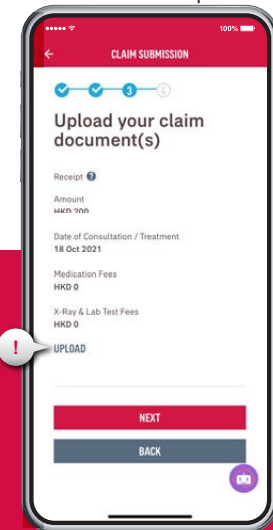 100%
CLAIM SUBMISSION
3 4
Upload your claim
document(s)
Receipt ?
Amount
HKD 200
Date of Consultation / Treatment
18 Oct 2021
Medication Fees
HKD 0
X-Ray & Lab Test Fees
HKD 0
!
UPLOAD
NEXT
BACK